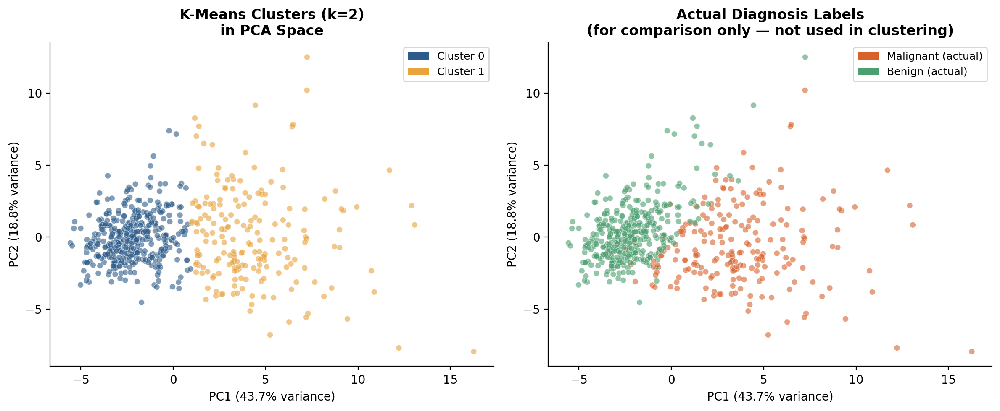 K-Means Clusters (k=2)
in PCA Space
Cluster 0
Cluster 1
10
5
0
−5
PC2 (18.8% variance)
−5
0
5
10
15
PC1 (43.7% variance)
Actual Diagnosis Labels
(for comparison only — not used in clustering)
Malignant (actual)
Benign (actual)
10
5
0
−5
PC2 (18.8% variance)
−5
0
5
10
15
PC1 (43.7% variance)